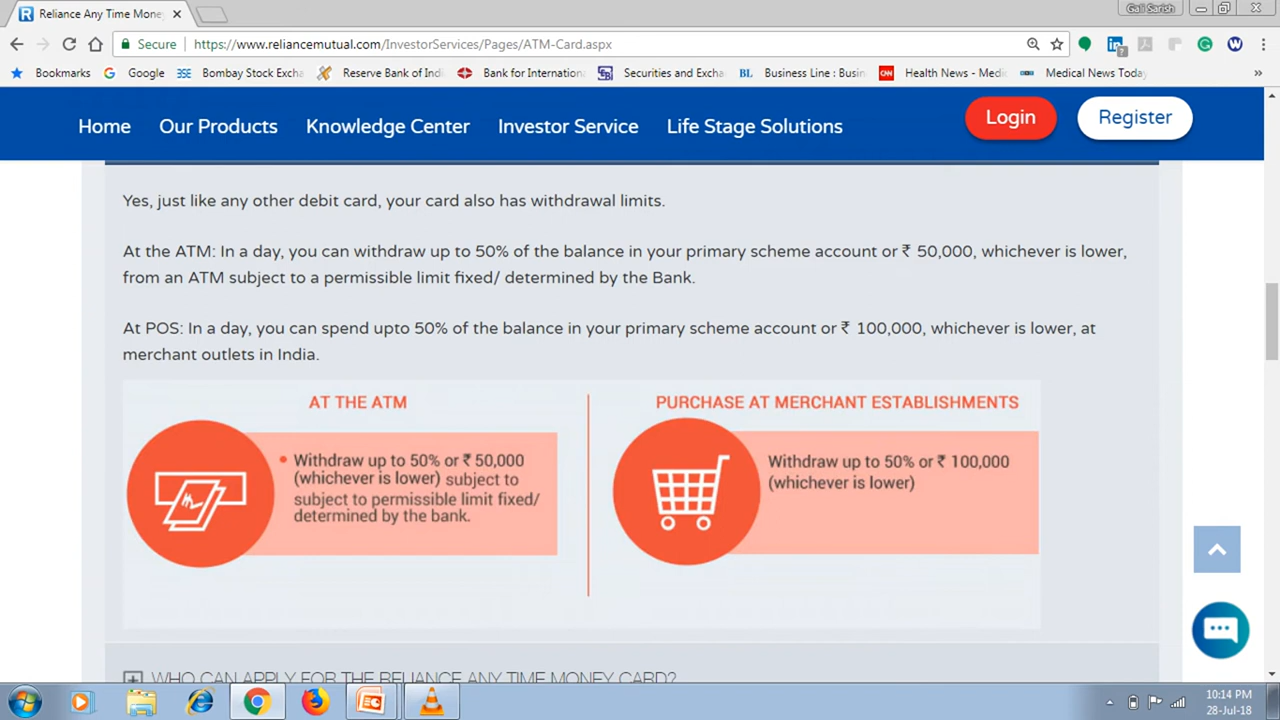 Reliance Any Time Mone
Gali Sarish
Secure
https://www.reliancemutual.com/InvestorServices/Pages/ATM-Card.aspx
Bookmarks
Google
Bombay Stock Excha
Reserve Bank of Indi
Bank for Internation
Securities and Excha
BL
Business Line : Busin
CNN
Health News - Medic
Medical News Today
Home
Our Products
Knowledge Center
Investor Service
Life Stage Solutions
Login
Register
Yes, just like any other debit card, your card also has withdrawal limits.
At the ATM: In a day, you can withdraw up to 50% of the balance in your primary scheme account or ₹ 50,000, whichever is lower,
from an ATM subject to a permissible limit fixed/ determined by the Bank.
At POS: In a day, you can spend upto 50% of the balance in your primary scheme account or ₹ 100,000, whichever is lower, at
merchant outlets in India.
AT THE ATM
Withdraw up to 50% or ₹ 50,000
(whichever is lower) subject to
subject to permissible limit fixed/
determined by the bank.
PURCHASE AT MERCHANT ESTABLISHMENTS
Withdraw up to 50% or ₹ 100,000
(whichever is lower)
WHO CAN APPLY FOR THE RELIANCE ANY TIME MONEY CARD?
10:14 PM
28-Jul-18